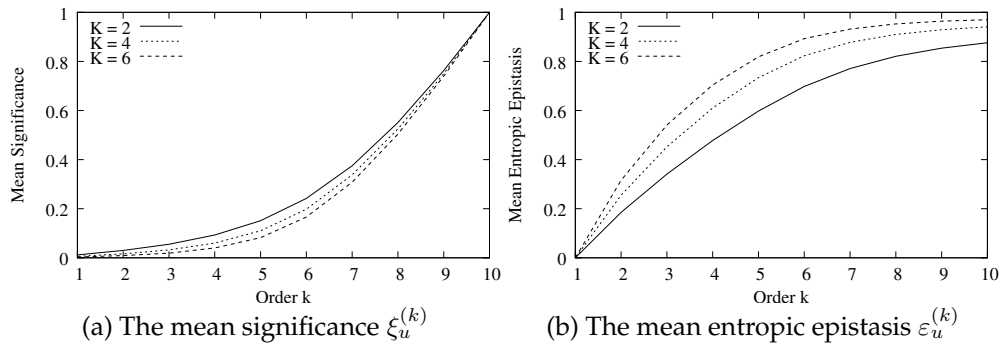 Mean Significance
1
0.8
0.6
0.4
0.2
0
K = 2
K = 4
K = 6
1 2 3 4 5 6 7 8 9 10
Order k
(a) The mean significance ξ_u^(k)
Mean Entropic Epistasis
1
0.8
0.6
0.4
0.2
0
K = 2
K = 4
K = 6
1 2 3 4 5 6 7 8 9 10
Order k
(b) The mean entropic epistasis ε_u^(k)